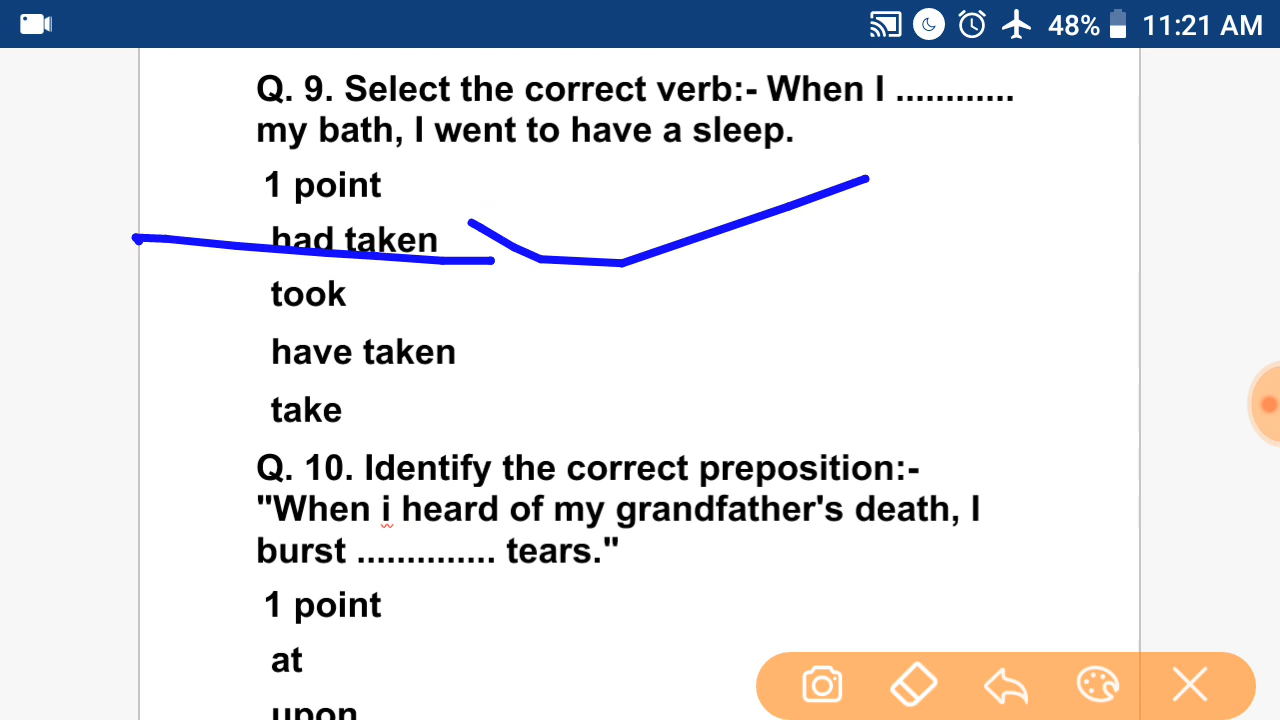 48% 11:21 AM
Q. 9. Select the correct verb:- When I ............
my bath, I went to have a sleep.
1 point
had taken
took
have taken
take
Q. 10. Identify the correct preposition:-
"When i heard of my grandfather's death, I
burst .............. tears."
1 point
at
upon